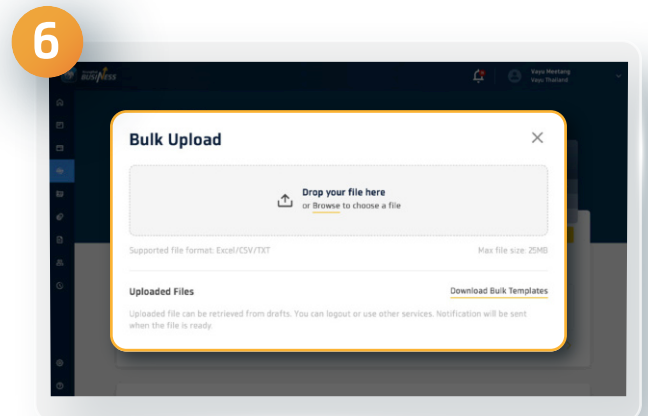 6
BUSINESS
Vayu Meetang
Vayu Thailand
Bulk Upload
Drop your file here
or Browse to choose a file
Supported file format: Excel/CSV/TXT
Max file size: 25MB
Uploaded Files
Download Bulk Templates
Uploaded file can be retrieved from drafts. You can logout or use other services. Notification will be sent
when the file is ready